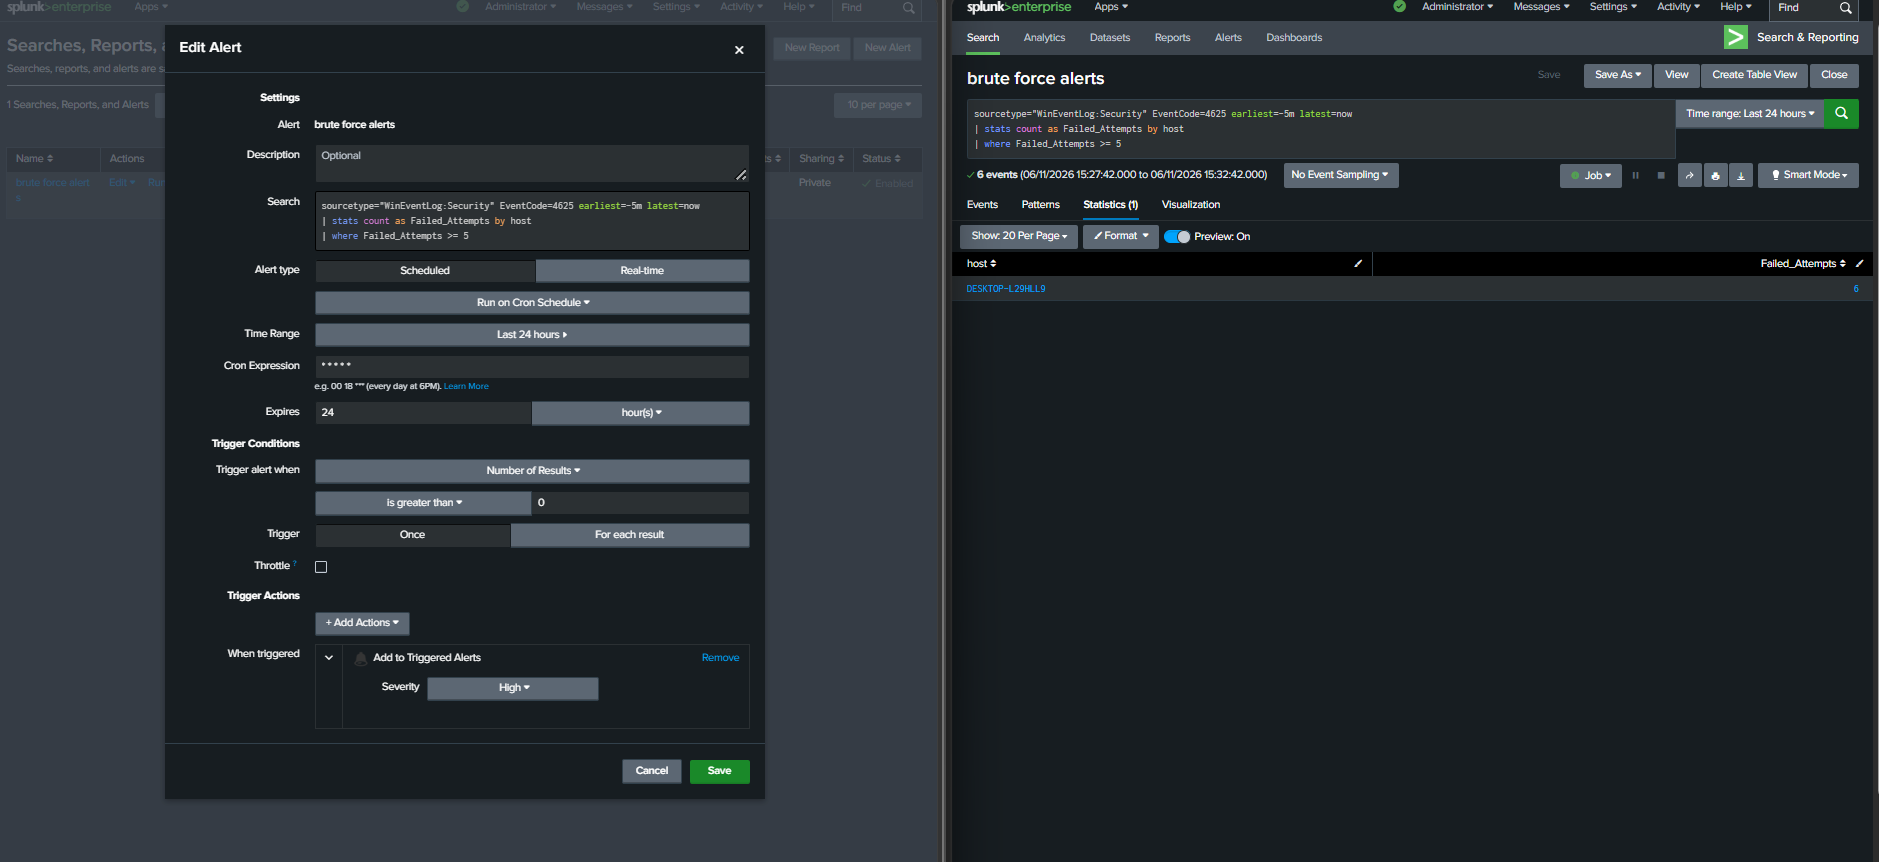 splunk>enterprise Apps Administrator Messages Settings Activity Help Find
Searches, Reports, a
Searches, reports, and alerts are s
New Report New Alert
1 Searches, Reports, and Alerts
10 per page
Name Actions ts Sharing Status
brute force alert
s
Edit Run Private Enabled
Edit Alert
Settings
Alert brute force alerts
Description Optional
Search
sourcetype="WinEventLog:Security" EventCode=4625 earliest=-5m latest=now
| stats count as Failed_Attempts by host
| where Failed_Attempts >= 5
Alert type Scheduled Real-time
Run on Cron Schedule
Time Range Last 24 hours
Cron Expression * * * * *
e.g. 00 18 *** (every day at 6PM). Learn More
Expires 24 hour(s)
Trigger Conditions
Trigger alert when Number of Results
is greater than 0
Trigger Once For each result
Throttle ?
Trigger Actions
+ Add Actions
When triggered Add to Triggered Alerts Remove
Severity High
Cancel Save
splunk>enterprise Apps Administrator Messages Settings Activity Help Find
Search Analytics Datasets Reports Alerts Dashboards > Search & Reporting
brute force alerts
Save Save As View Create Table View Close
sourcetype="WinEventLog:Security" EventCode=4625 earliest=-5m latest=now
| stats count as Failed_Attempts by host
| where Failed_Attempts >= 5
Time range: Last 24 hours
6 events (06/11/2026 15:27:42.000 to 06/11/2026 15:32:42.000) No Event Sampling Job Smart Mode
Events Patterns Statistics (1) Visualization
Show: 20 Per Page Format Preview: On
host Failed_Attempts
DESKTOP-L29HLL9 6